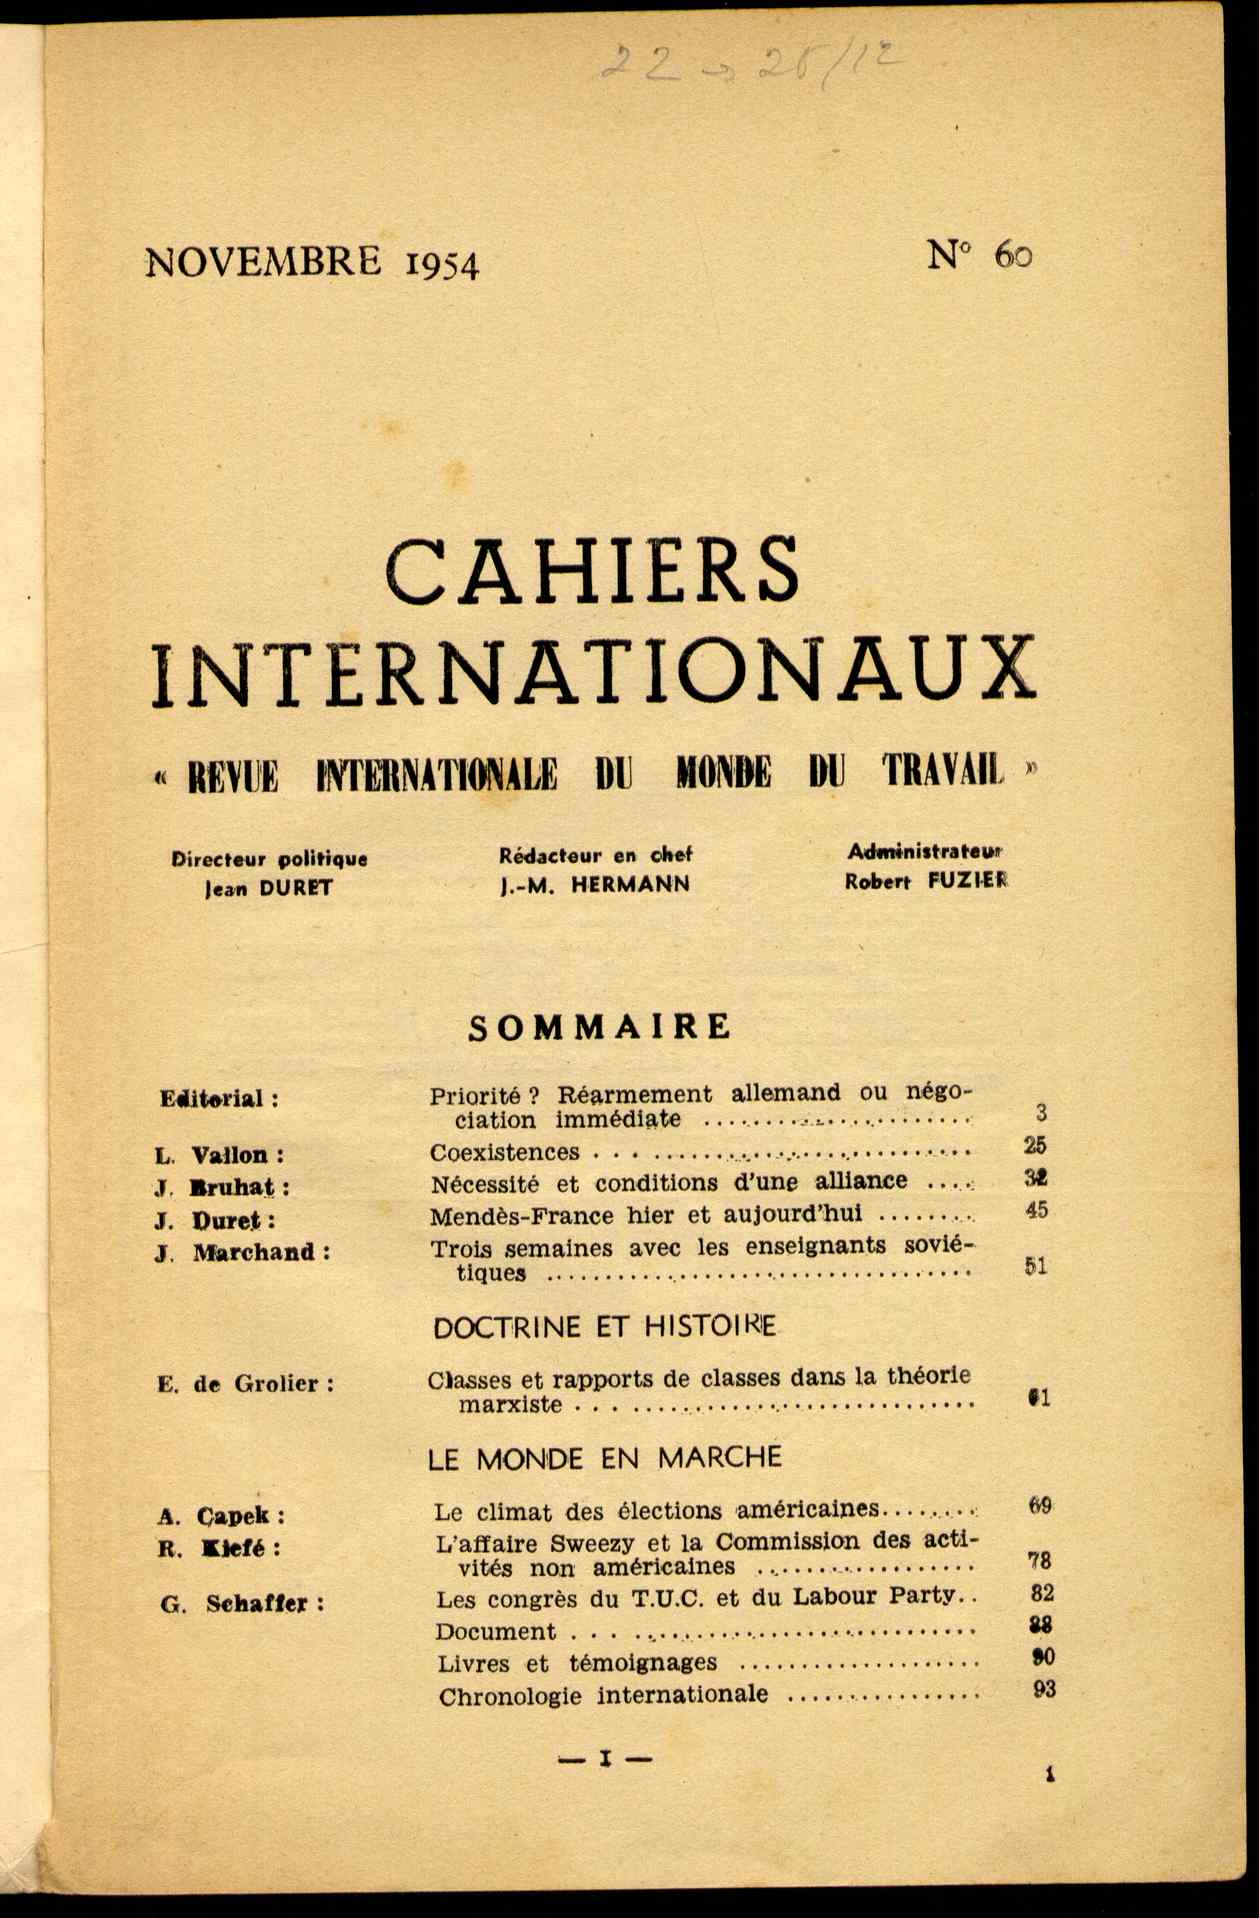 22 → 25/12
NOVEMBRE 1954
N° 60
CAHIERS
INTERNATIONAUX
« REVUE INTERNATIONALE DU MONDE DU TRAVAIL »
Directeur politique
Jean DURET
Rédacteur en chef
J.-M. HERMANN
Administrateur
Robert FUZIER
SOMMAIRE
Editorial : Priorité ? Réarmement allemand ou négo-
ciation immédiate ........................ 3
L. Vallon : Coexistences . . . .......................... 25
J. Bruhat : Nécessité et conditions d'une alliance .... 32
J. Duret : Mendès-France hier et aujourd'hui ........ 45
J. Marchand : Trois semaines avec les enseignants sovié-
tiques .................................... 51
DOCTRINE ET HISTOIRE
E. de Grolier : Classes et rapports de classes dans la théorie
marxiste . . . ............................ 61
LE MONDE EN MARCHE
A. Capek : Le climat des élections américaines........ 69
R. Kiefé : L'affaire Sweezy et la Commission des acti-
vités non américaines .................. 78
G. Schaffer : Les congrès du T.U.C. et du Labour Party.. 82
Document . . . ............................ 88
Livres et témoignages .................... 90
Chronologie internationale ................ 93
— 1 —
1